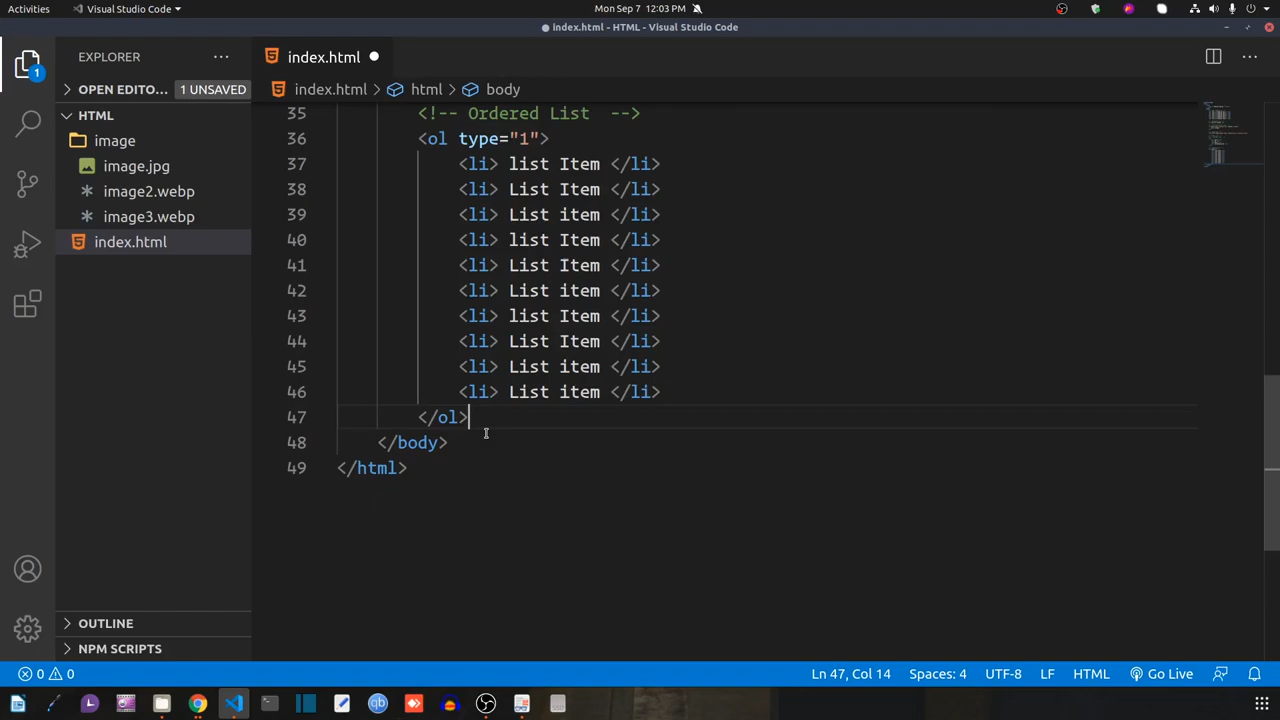 Activities
Visual Studio Code
Mon Sep 7 12:03 PM
index.html - HTML - Visual Studio Code
EXPLORER
index.html
OPEN EDITO... 1 UNSAVED
index.html > html > body
HTML
image
image.jpg
image2.webp
image3.webp
index.html
1
35 <!-- Ordered List  -->
36 <ol type="1">
37 <li> list Item </li>
38 <li> List Item </li>
39 <li> List item </li>
40 <li> list Item </li>
41 <li> List Item </li>
42 <li> List item </li>
43 <li> list Item </li>
44 <li> List Item </li>
45 <li> List item </li>
46 <li> List item </li>
47 </ol>
48 </body>
49 </html>
OUTLINE
NPM SCRIPTS
0 0
Ln 47, Col 14
Spaces: 4
UTF-8
LF
HTML
Go Live
qb